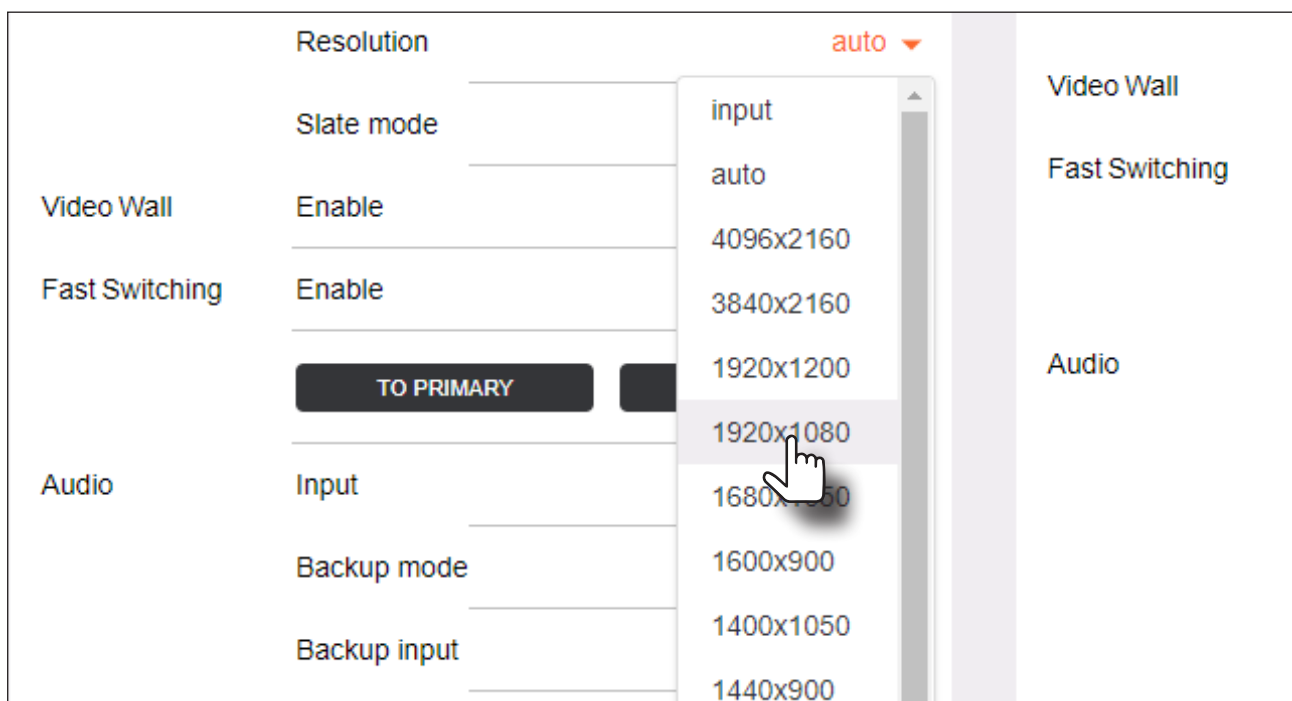 Resolution auto
input
Video Wall
Slate mode
auto
Fast Switching
Video Wall Enable
4096x2160
Fast Switching Enable
3840x2160
1920x1200
Audio
TO PRIMARY
1920x1080
Audio Input
1600x900
Backup mode
1400x1050
Backup input
1440x900